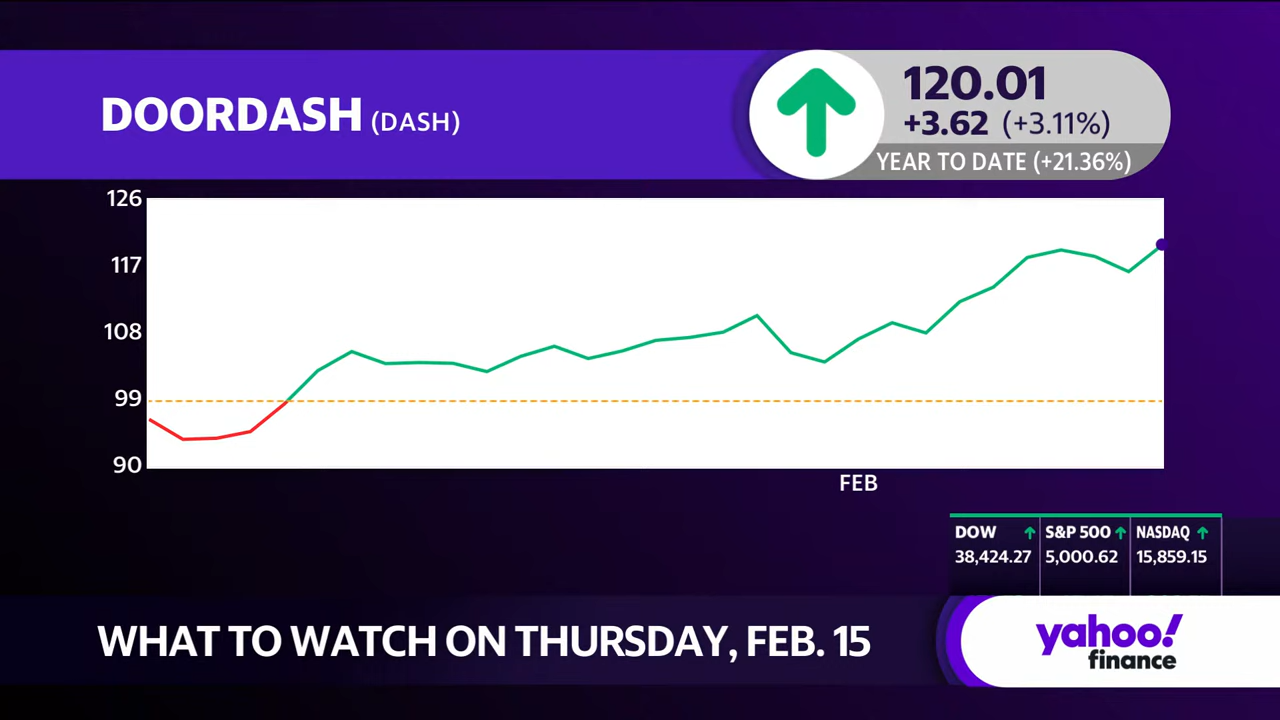 DOORDASH (DASH)
120.01
+3.62 (+3.11%)
YEAR TO DATE (+21.36%)
126
117
108
99
90
FEB
DOW S&P 500 NASDAQ
38,424.27 5,000.62 15,859.15
WHAT TO WATCH ON THURSDAY, FEB. 15
yahoo!
finance